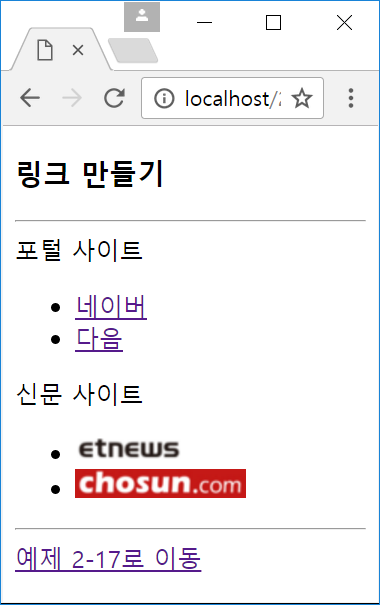 localhost/
링크 만들기
포털 사이트
네이버
다음
신문 사이트
etnews
chosun.com
예제 2-17로 이동